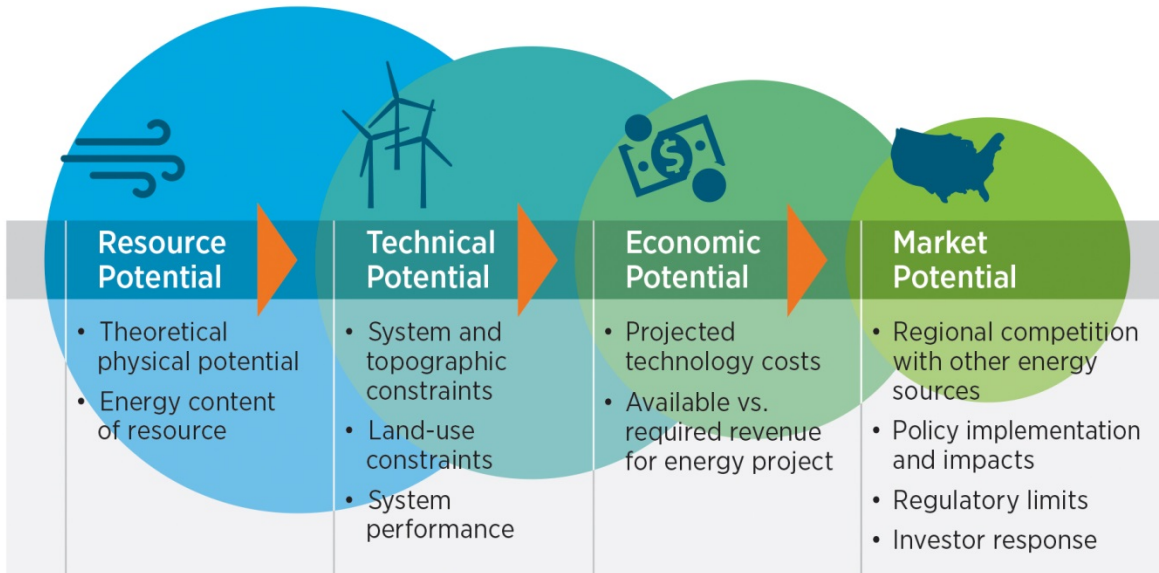 Resource
Potential
• Theoretical
physical potential
• Energy content
of resource
Technical
Potential
• System and
topographic
constraints
• Land-use
constraints
• System
performance
$
Economic
Potential
• Projected
technology costs
• Available vs.
required revenue
for energy project
Market
Potential
• Regional competition
with other energy
sources
• Policy implementation
and impacts
• Regulatory limits
• Investor response